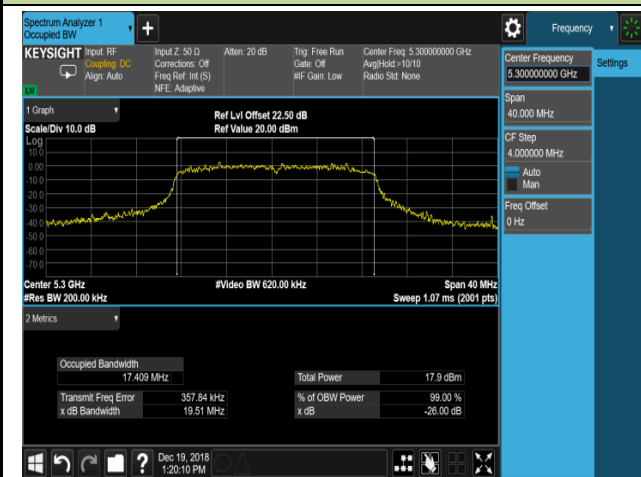 Spectrum Analyzer 1
Occupied BW
+
Frequency
KEYSIGHT
Input: RF
Coupling: DC
Align: Auto
Input Z: 50 Ω
Corrections: Off
Freq Ref: Int (S)
NFE: Adaptive
Atten: 20 dB
Trig: Free Run
Gate: Off
#IF Gain: Low
Center Freq: 5.300000000 GHz
Avg|Hold:>10/10
Radio Std: None
Center Frequency
5.300000000 GHz
Settings
Span
40.000 MHz
CF Step
4.000000 MHz
Auto
Man
Freq Offset
0 Hz
1 Graph
Scale/Div 10.0 dB
Ref Lvl Offset 22.50 dB
Ref Value 20.00 dBm
Log
10.0
0.00
-10.0
-20.0
-30.0
-40.0
-50.0
-60.0
-70.0
Center 5.3 GHz
#Video BW 620.00 kHz
Span 40 MHz
#Res BW 200.00 kHz
Sweep 1.07 ms (2001 pts)
2 Metrics
Occupied Bandwidth
17.409 MHz
Total Power 17.9 dBm
Transmit Freq Error 357.84 kHz
% of OBW Power 99.00 %
x dB Bandwidth 19.51 MHz
x dB -26.00 dB
?
Dec 19, 2018
1:20:10 PM